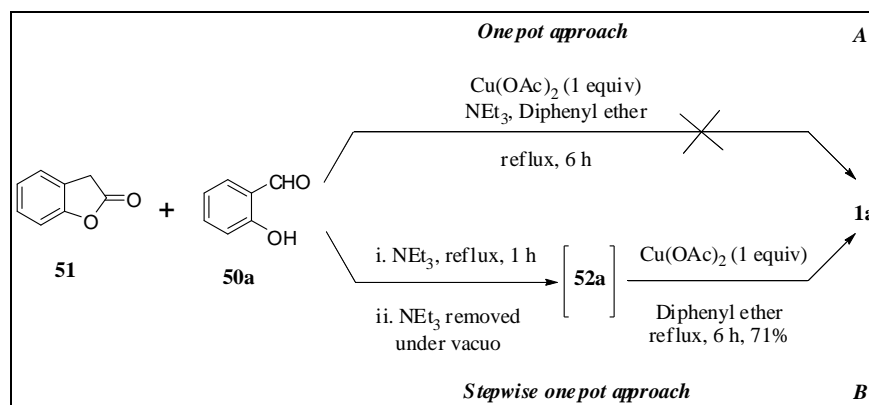 One pot approach A
Cu(OAc)2 (1 equiv)
NEt3, Diphenyl ether
reflux, 6 h
O
O
51
+
CHO
OH
50a
1a
i. NEt3, reflux, 1 h
ii. NEt3 removed
under vacuo
52a
Cu(OAc)2 (1 equiv)
Diphenyl ether
reflux, 6 h, 71%
Stepwise one pot approach B